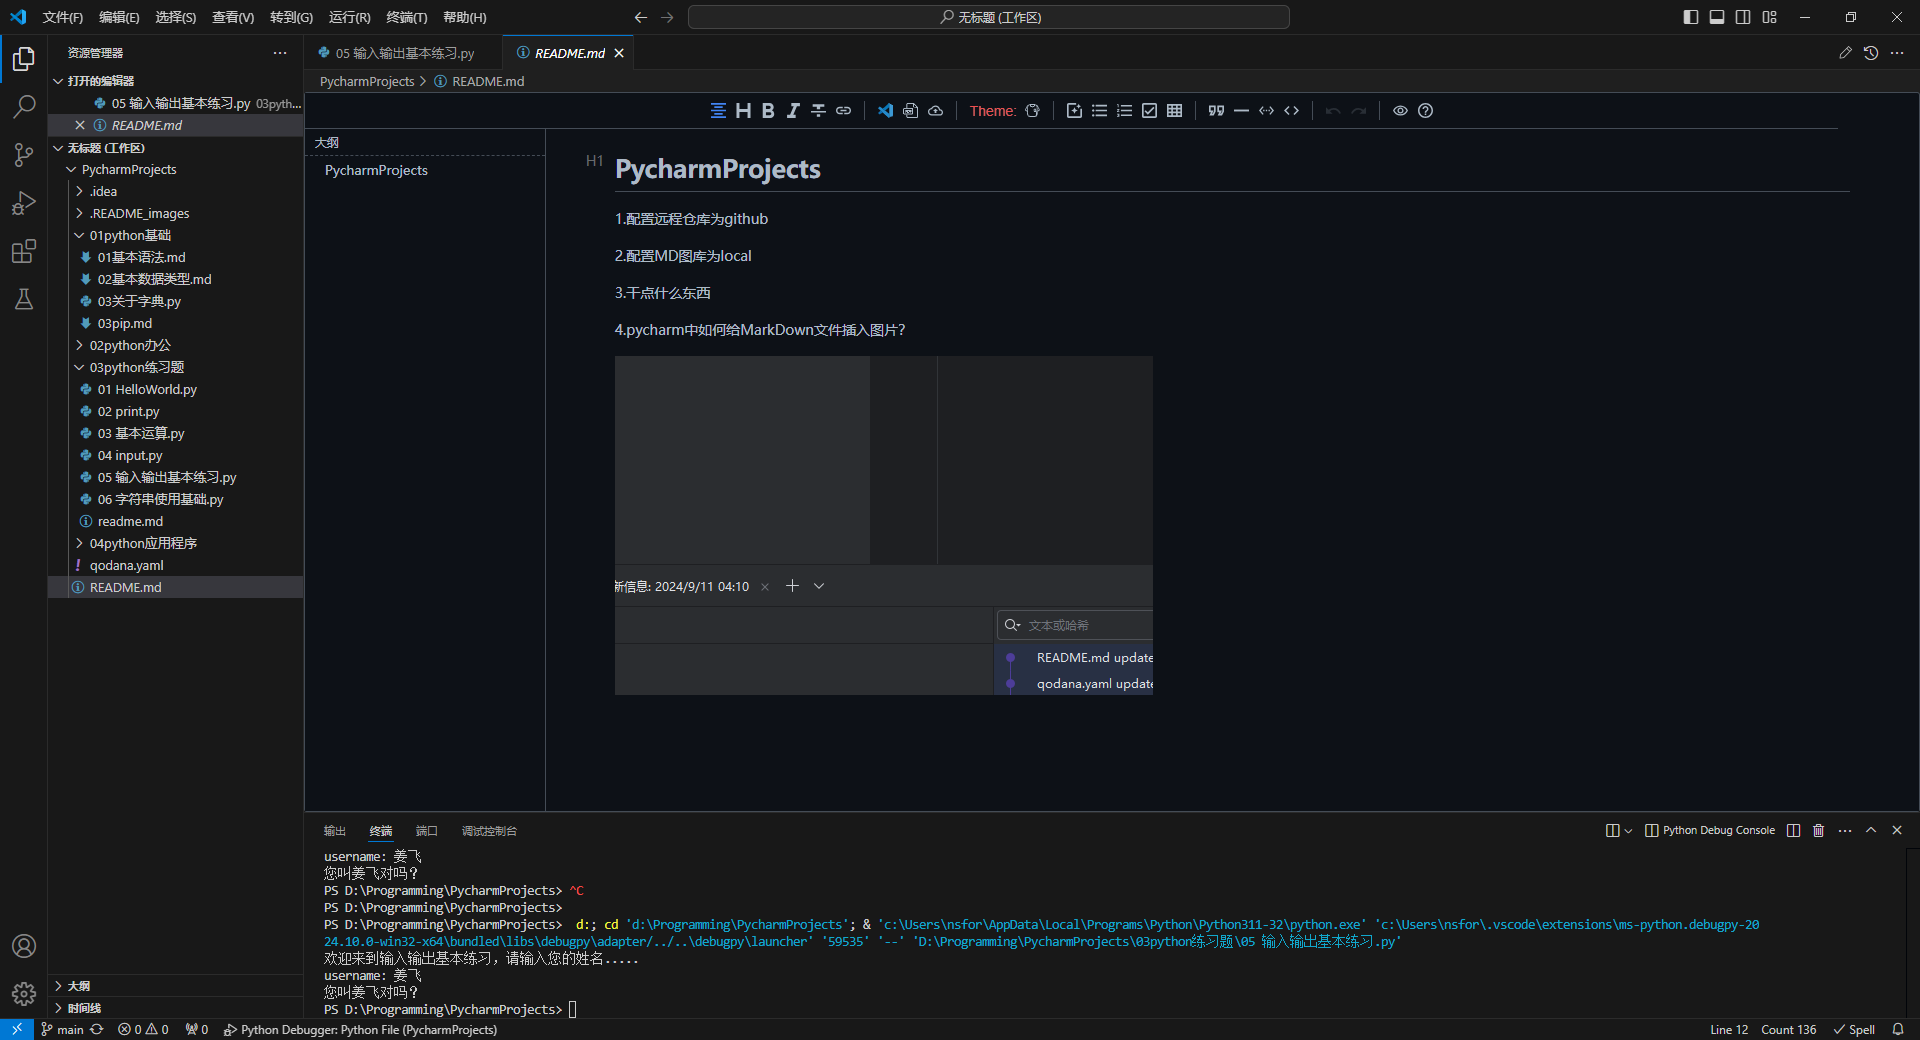 文件(F) 编辑(E) 选择(S) 查看(V) 转到(G) 运行(R) 终端(T) 帮助(H)
无标题 (工作区)
资源管理器
05 输入输出基本练习.py
README.md
打开的编辑器
05 输入输出基本练习.py 03pyth...
README.md
无标题 (工作区)
PycharmProjects
.idea
.README_images
01python基础
01基本语法.md
02基本数据类型.md
03关于字典.py
03pip.md
02python办公
03python练习题
01 HelloWorld.py
02 print.py
03 基本运算.py
04 input.py
05 输入输出基本练习.py
06 字符串使用基础.py
readme.md
04python应用程序
qodana.yaml
README.md
大纲
时间线
PycharmProjects > README.md
Theme:
大纲
PycharmProjects
H1 PycharmProjects
1.配置远程仓库为github
2.配置MD图库为local
3.干点什么东西
4.pycharm中如何给MarkDown文件插入图片?
新信息: 2024/9/11 04:10
文本或哈希
README.md update
qodana.yaml update
输出 终端 端口 调试控制台
Python Debug Console
username: 姜飞
您叫姜飞对吗?
PS D:\Programming\PycharmProjects> ^C
PS D:\Programming\PycharmProjects>
PS D:\Programming\PycharmProjects>  d:; cd 'd:\Programming\PycharmProjects'; & 'c:\Users\nsfor\AppData\Local\Programs\Python\Python311-32\python.exe' 'c:\Users\nsfor\.vscode\extensions\ms-python.debugpy-20
24.10.0-win32-x64\bundled\libs\debugpy\adapter/../..\debugpy\launcher' '59535' '--' 'D:\Programming\PycharmProjects\03python练习题\05 输入输出基本练习.py'
欢迎来到输入输出基本练习，请输入您的姓名.....
username: 姜飞
您叫姜飞对吗?
PS D:\Programming\PycharmProjects>
main 0 0 0 Python Debugger: Python File (PycharmProjects)
Line 12 Count 136 Spell